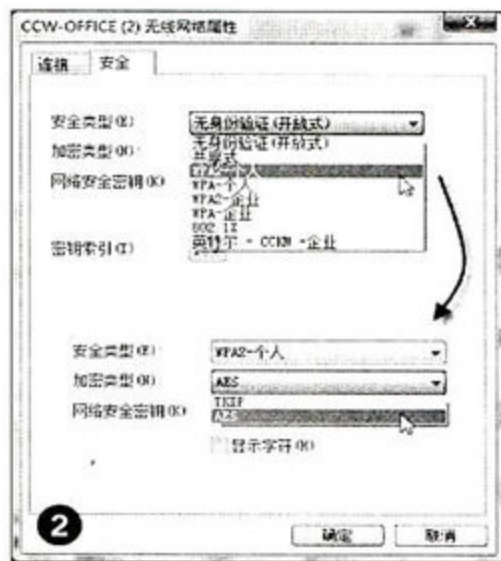 CCW-OFFICE (2) 无线网络属性
连接 安全
安全类型(E) 无身份验证(开放式)
加密类型(N)
网络安全密钥(K)
无身份验证(开放式)
共享式
WPA2-个人
WPA-个人
WPA2-企业
WPA-企业
802.1X
英特尔 - CCKM -企业
密钥索引(I)
安全类型(E) WPA2-个人
加密类型(N) AES
网络安全密钥(K)
TKIP
AES
显示字符(H)
2
确定 取消